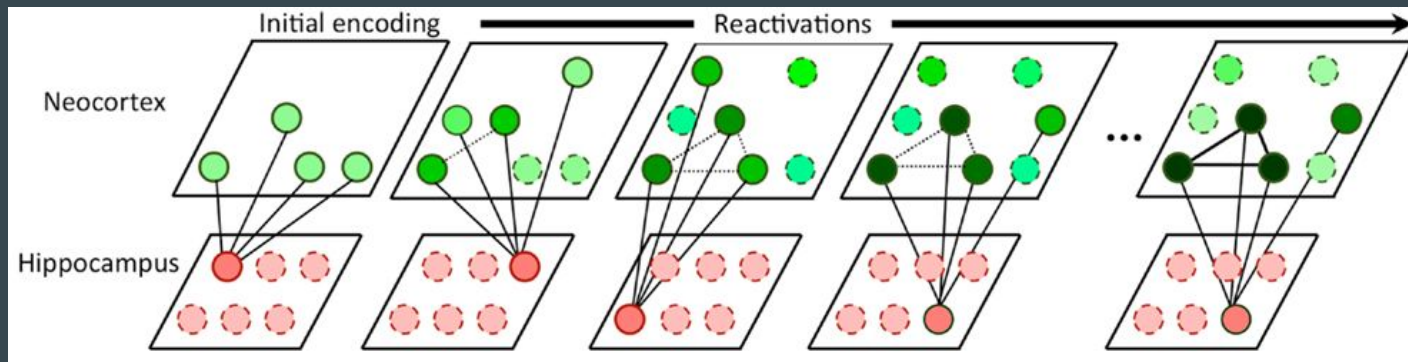 Initial encoding
Reactivations
Neocortex
...
Hippocampus